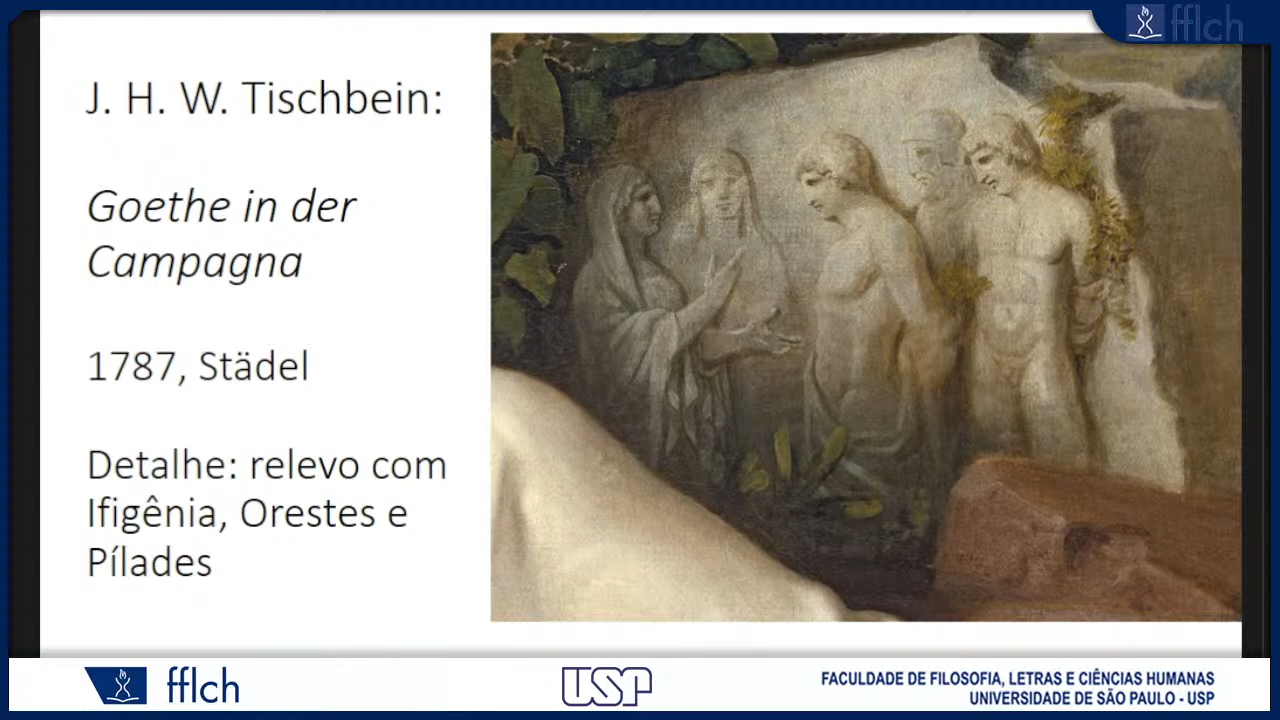 fflch
J. H. W. Tischbein:
Goethe in der
Campagna
1787, Städel
Detalhe: relevo com
Ifigênia, Orestes e
Pílades
fflch
USP
FACULDADE DE FILOSOFIA, LETRAS E CIÊNCIAS HUMANAS
UNIVERSIDADE DE SÃO PAULO - USP